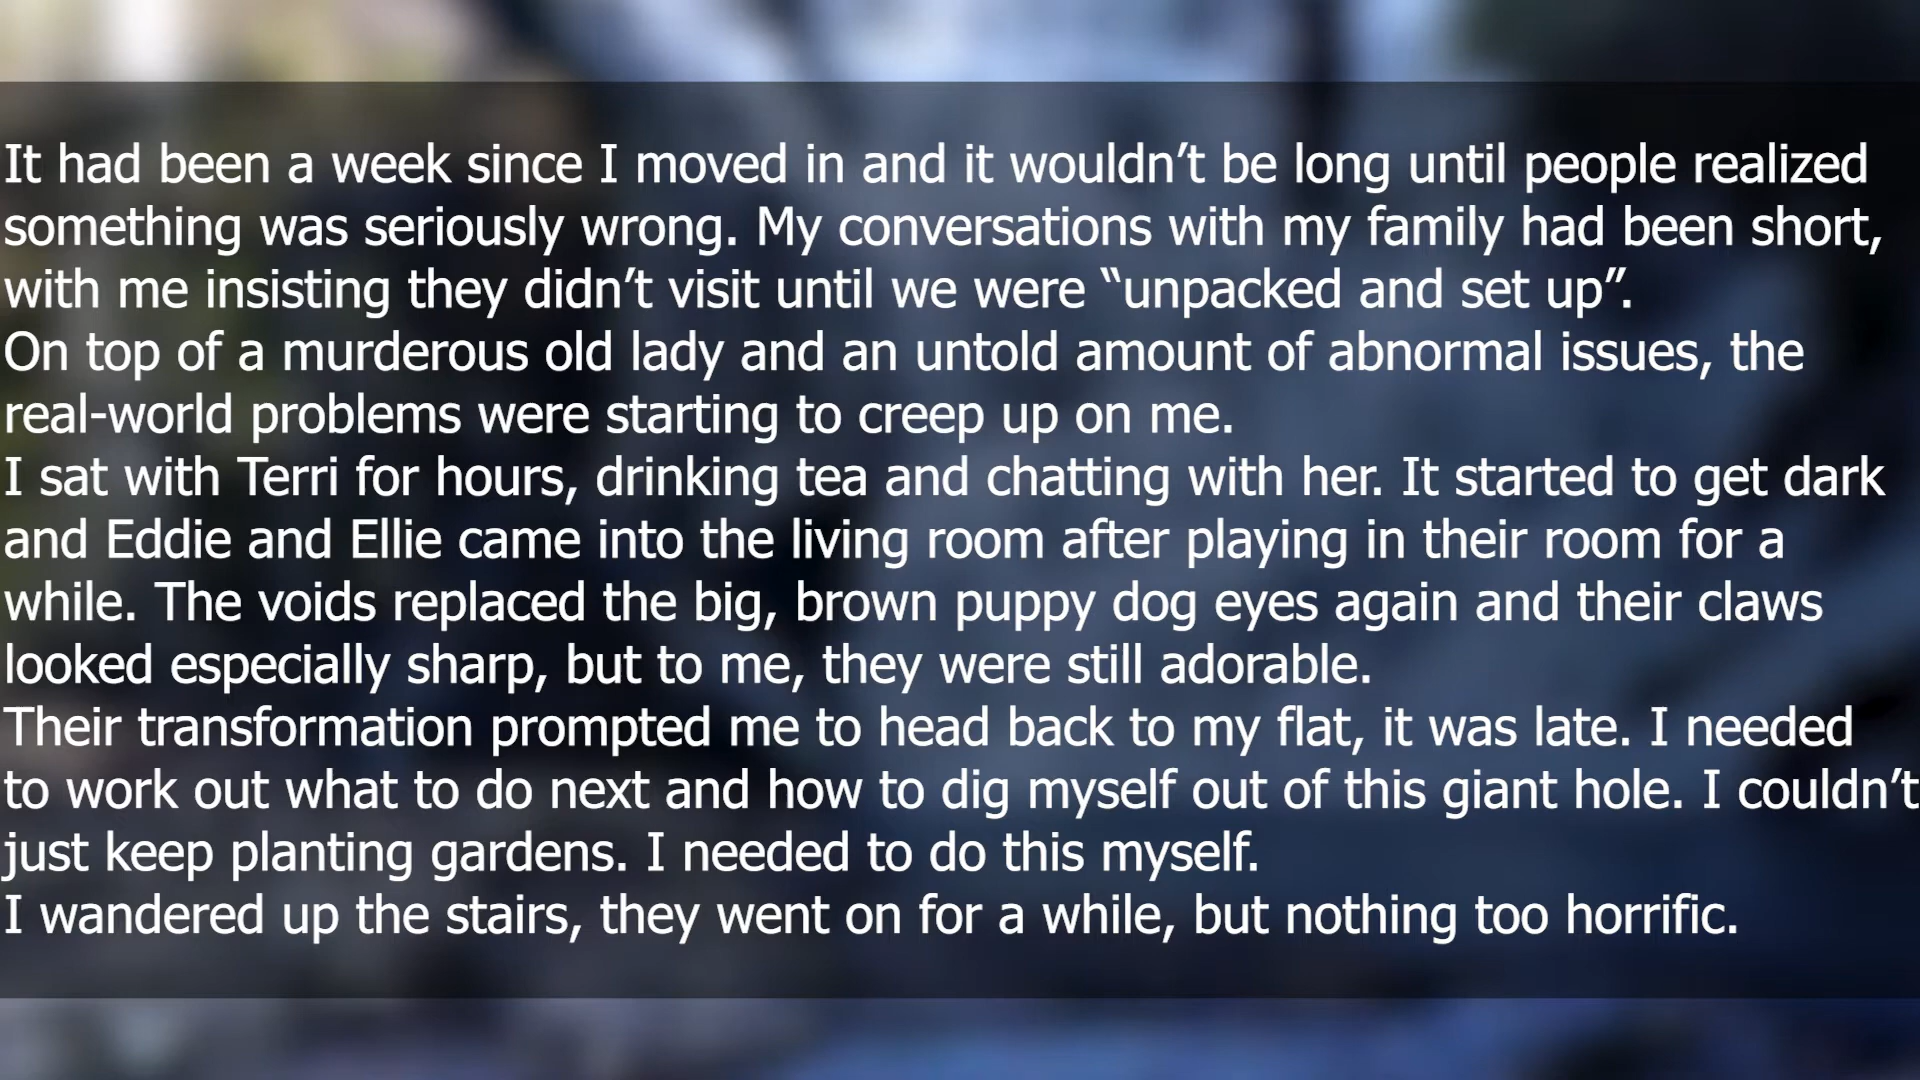 It had been a week since I moved in and it wouldn’t be long until people realized
something was seriously wrong. My conversations with my family had been short,
with me insisting they didn’t visit until we were “unpacked and set up”.
On top of a murderous old lady and an untold amount of abnormal issues, the
real-world problems were starting to creep up on me.
I sat with Terri for hours, drinking tea and chatting with her. It started to get dark
and Eddie and Ellie came into the living room after playing in their room for a
while. The voids replaced the big, brown puppy dog eyes again and their claws
looked especially sharp, but to me, they were still adorable.
Their transformation prompted me to head back to my flat, it was late. I needed
to work out what to do next and how to dig myself out of this giant hole. I couldn’t
just keep planting gardens. I needed to do this myself.
I wandered up the stairs, they went on for a while, but nothing too horrific.